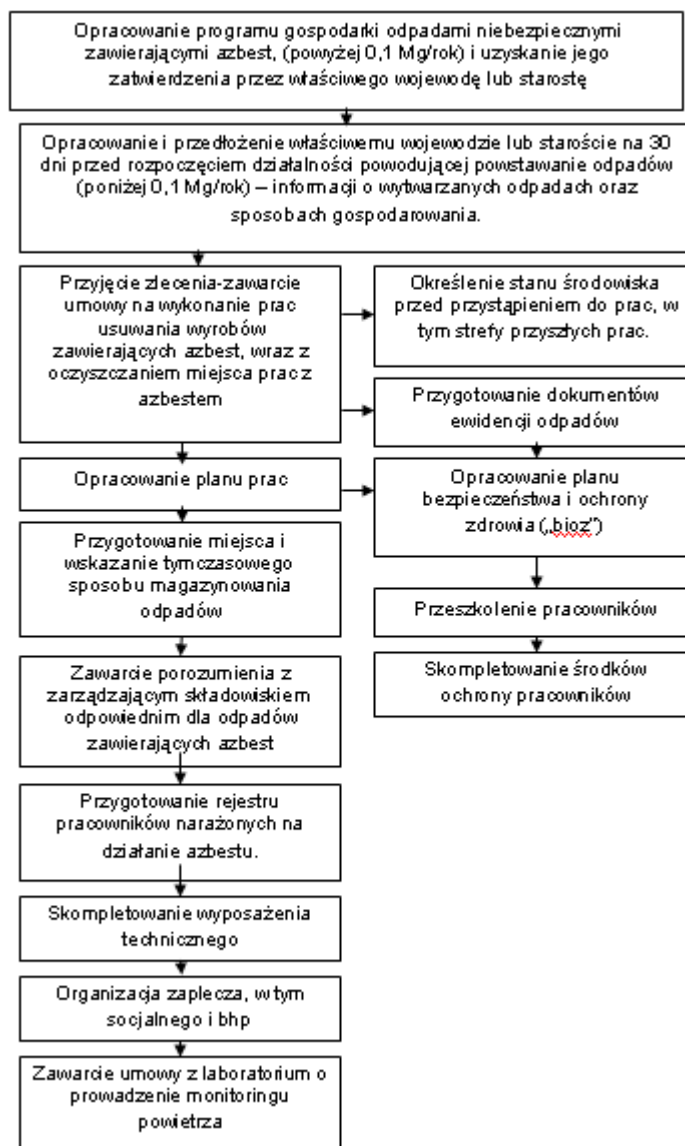 Opracowanie programu gospodarki odpadami niebezpiecznymi
zawierającymi azbest, (powyżej 0,1 Mg/rok) i uzyskanie jego
zatwierdzenia przez właściwego wojewodę lub starostę
Opracowanie i przedłożenie właściwemu wojewodzie lub staroście na 30
dni przed rozpoczęciem działalności powodującej powstawanie odpadów
(poniżej 0,1 Mg/rok) – informacji o wytwarzanych odpadach oraz
sposobach gospodarowania.
Przyjęcie zlecenia-zawarcie
umowy na wykonanie prac
usuwania wyrobów
zawierających azbest, wraz z
oczyszczaniem miejsca prac z
azbestem
Określenie stanu środowiska
przed przystąpieniem do prac, w
tym strefy przyszłych prac.
Przygotowanie dokumentów
ewidencji odpadów
Opracowanie planu prac
Opracowanie planu
bezpieczeństwa i ochrony
zdrowia („bioz”)
Przygotowanie miejsca i
wskazanie tymczasowego
sposobu magazynowania
odpadów
Przeszkolenie pracowników
Zawarcie porozumienia z
zarządzającym składowiskiem
odpowiednim dla odpadów
zawierających azbest
Skompletowanie środków
ochrony pracowników
Przygotowanie rejestru
pracowników narażonych na
działanie azbestu.
Skompletowanie wyposażenia
technicznego
Organizacja zaplecza, w tym
socjalnego i bhp
Zawarcie umowy z laboratorium o
prowadzenie monitoringu
powietrza